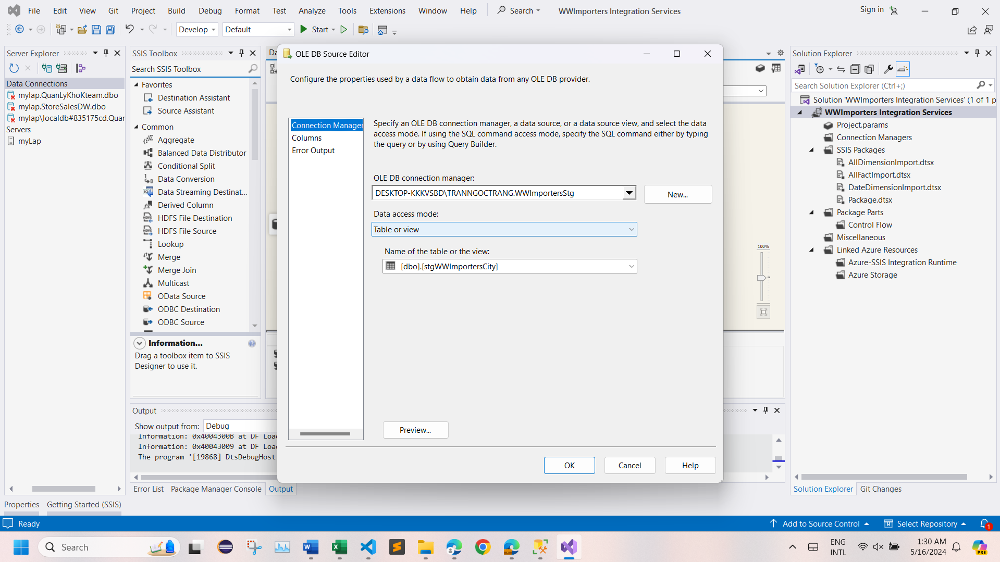 File Edit View Git Project Build Debug Format Test Analyze Tools Extensions Window Help Search WWImporters Integration Services Sign in
Develop Default Start
Server Explorer
Data Connections
mylap.QuanLyKhoKteam.dbo
mylap.StoreSalesDW.dbo
mylap\localdb#835175cd.Quar
Servers
myLap
SSIS Toolbox
Search SSIS Toolbox
Favorites
Destination Assistant
Source Assistant
Common
Aggregate
Balanced Data Distributor
Conditional Split
Data Conversion
Data Streaming Destinat...
Derived Column
HDFS File Destination
HDFS File Source
Lookup
Merge
Merge Join
Multicast
OData Source
ODBC Destination
ODBC Source
Information...
Drag a toolbox item to SSIS
Designer to use it.
Da
OLE DB Source Editor
Configure the properties used by a data flow to obtain data from any OLE DB provider.
Connection Manager
Columns
Error Output
Specify an OLE DB connection manager, a data source, or a data source view, and select the data
access mode. If using the SQL command access mode, specify the SQL command either by typing
the query or by using Query Builder.
OLE DB connection manager:
DESKTOP-KKKVSBD\TRANNGOCTRANG.WWImportersStg
New...
Data access mode:
Table or view
Name of the table or the view:
[dbo].[stgWWImportersCity]
Preview...
OK Cancel Help
100%
Solution Explorer
Search Solution Explorer (Ctrl+;)
Solution 'WWImporters Integration Services' (1 of 1 p
WWImporters Integration Services
Project.params
Connection Managers
SSIS Packages
AllDimensionImport.dtsx
AllFactImport.dtsx
DateDimensionImport.dtsx
Package.dtsx
Package Parts
Control Flow
Miscellaneous
Linked Azure Resources
Azure-SSIS Integration Runtime
Azure Storage
Output
Show output from: Debug
Information: 0x4004300B at DF Loa
Information: 0x40043009 at DF Loa
The program '[19868] DtsDebugHost
Error List Package Manager Console Output
Solution Explorer Git Changes
Properties Getting Started (SSIS)
Ready Add to Source Control Select Repository 1
Search
ENG
INTL
1:30 AM
5/16/2024
PRE